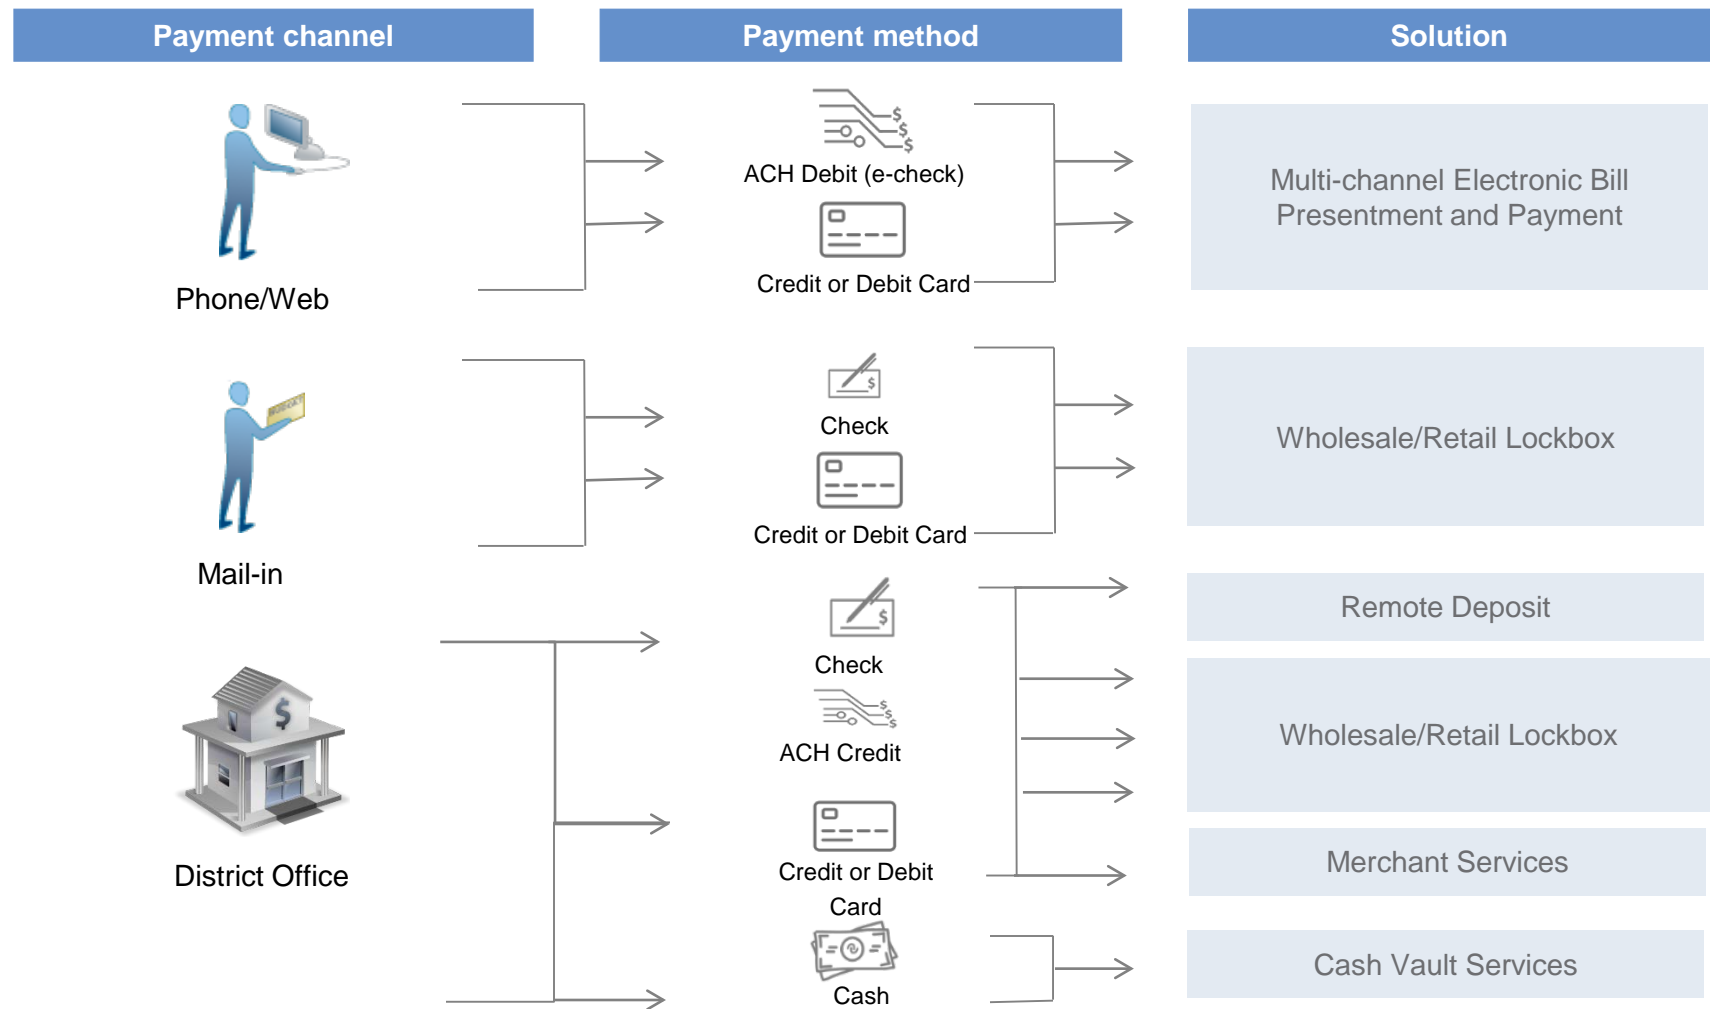 Payment channel
Payment method
Solution
ACH Debit (e-check)
Credit or Debit Card
Phone/Web
Multi-channel Electronic Bill
Presentment and Payment
BUDGET
Mail-in
Check
Credit or Debit Card
Wholesale/Retail Lockbox
$
District Office
Check
ACH Credit
Credit or Debit
Card
Cash
Remote Deposit
Wholesale/Retail Lockbox
Merchant Services
Cash Vault Services